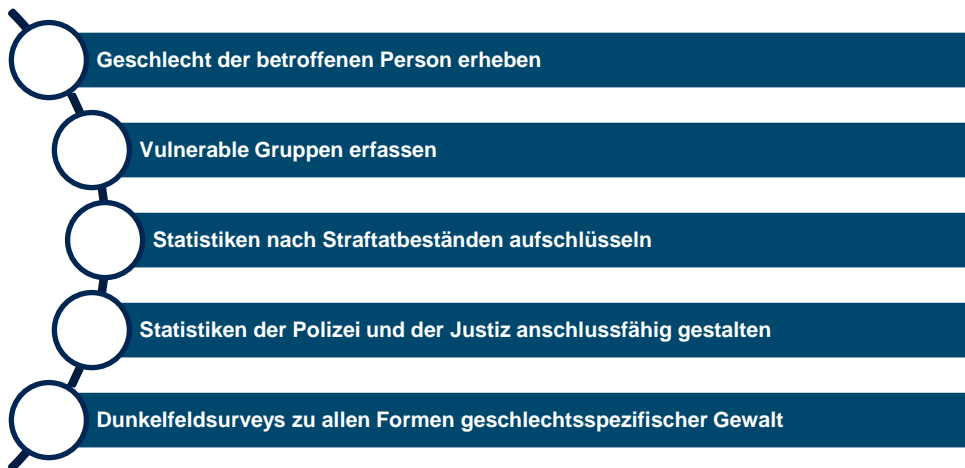 Geschlecht der betroffenen Person erheben
Vulnerable Gruppen erfassen
Statistiken nach Straftatbeständen aufschlüsseln
Statistiken der Polizei und der Justiz anschlussfähig gestalten
Dunkelfeldsurveys zu allen Formen geschlechtsspezifischer Gewalt